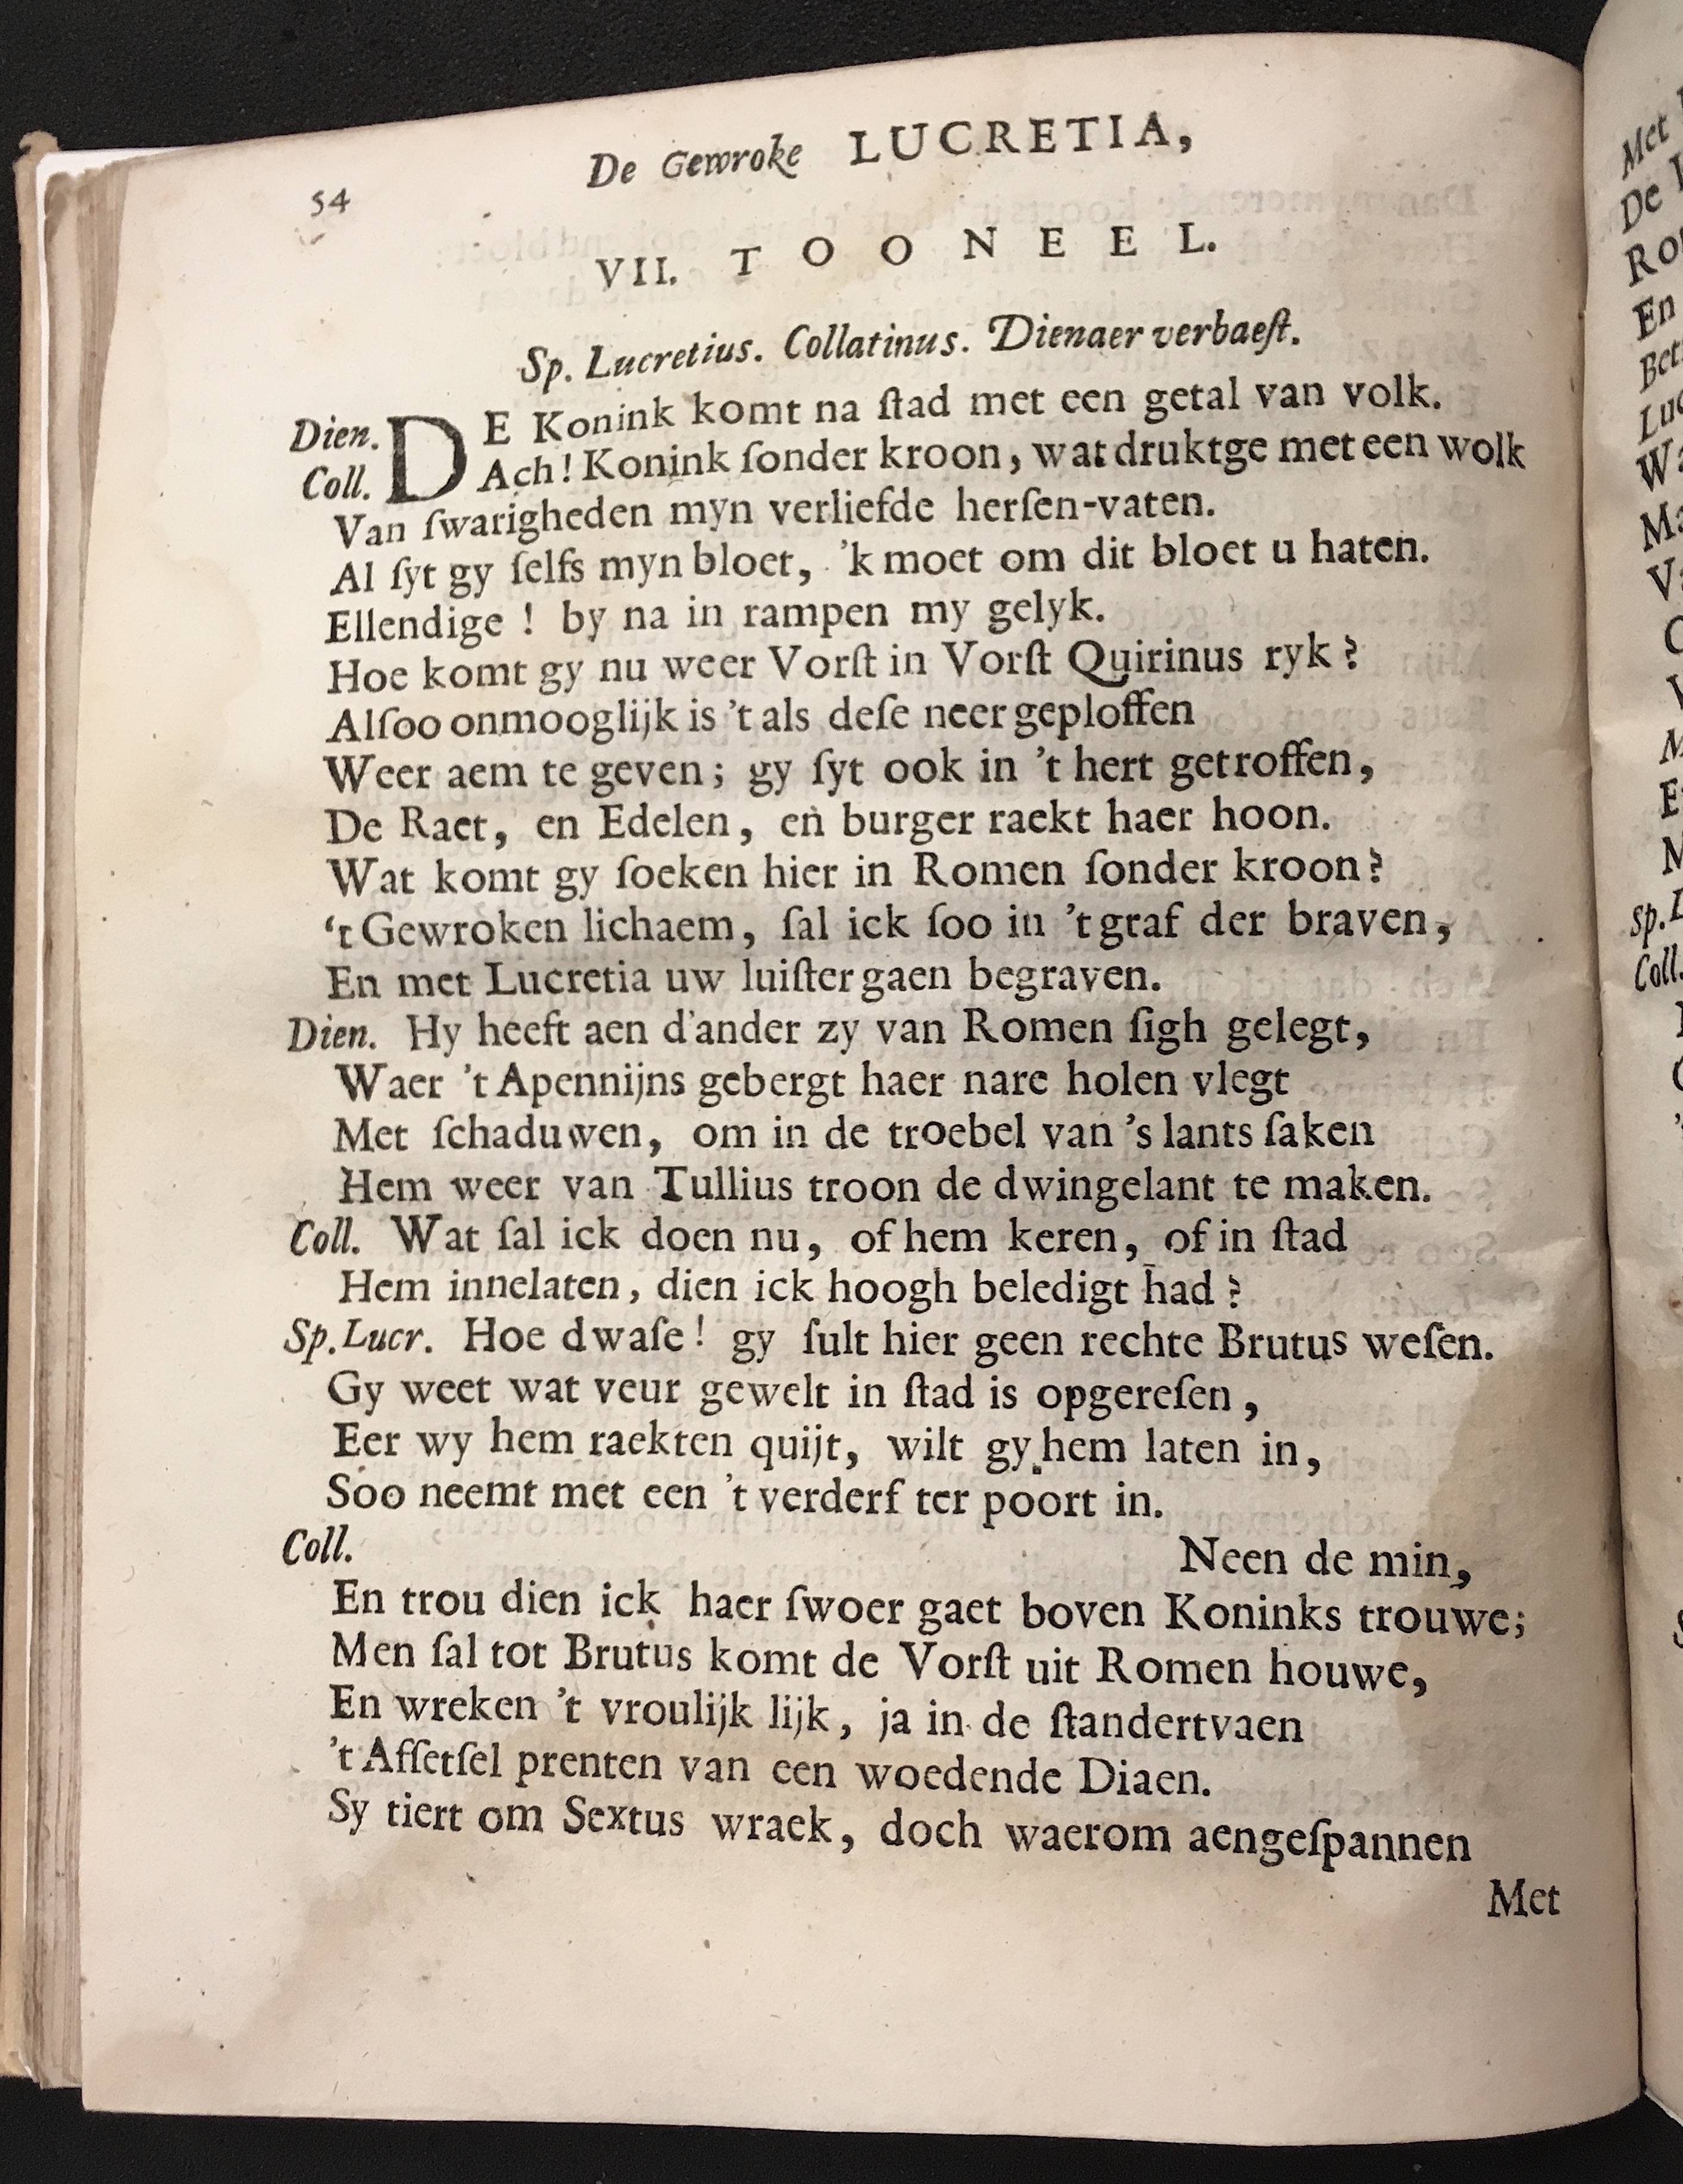 54
De Gewroke LUCRETIA,
VII. TOONEEL.
Sp. Lucretius. Collatinus. Dienaer verbaeſt.
Dien. DE Konink komt na ſtad met een getal van volk.
Coll. Ach! Konink ſonder kroon, wat druktge met een wolk
Van ſwarigheden myn verliefde herſen-vaten.
Al ſyt gy ſelfs myn bloet, 'k moet om dit bloet u haten.
Ellendige! by na in rampen my gelyk.
Hoe komt gy nu weer Vorſt in Vorſt Quirinus ryk?
Alſoo onmooglijk is 't als deſe neer geploffen
Weer aem te geven; gy ſyt ook in 't hert getroffen,
De Raet, en Edelen, en burger raekt haer hoon.
Wat komt gy ſoeken hier in Romen ſonder kroon?
't Gewroken lichaem, ſal ick ſoo in 't graf der braven,
En met Lucretia uw luiſter gaen begraven.
Dien. Hy heeft aen d'ander zy van Romen ſigh gelegt,
Waer 't Apennijns gebergt haer nare holen vlegt
Met ſchaduwen, om in de troebel van 's lants ſaken
Hem weer van Tullius troon de dwingelant te maken.
Coll. Wat ſal ick doen nu, of hem keren, of in ſtad
Hem innelaten, dien ick hoogh beledigt had?
Sp. Lucr. Hoe dwaſe! gy ſult hier geen rechte Brutus weſen.
Gy weet wat veur gewelt in ſtad is opgereſen,
Eer wy hem raekten quijt, wilt gy hem laten in,
Soo neemt met een 't verderf ter poort in.
Coll. Neen de min,
En trou dien ick haer ſwoer gaet boven Koninks trouwe;
Men ſal tot Brutus komt de Vorſt uit Romen houwe,
En wreken 't vroulijk lijk, ja in de ſtandertvaen
't Afſetſel prenten van een woedende Diaen.
Sy tiert om Sextus wraek, doch waerom aengeſpannen
Met
Met
De
En
Sp. L
Coll.